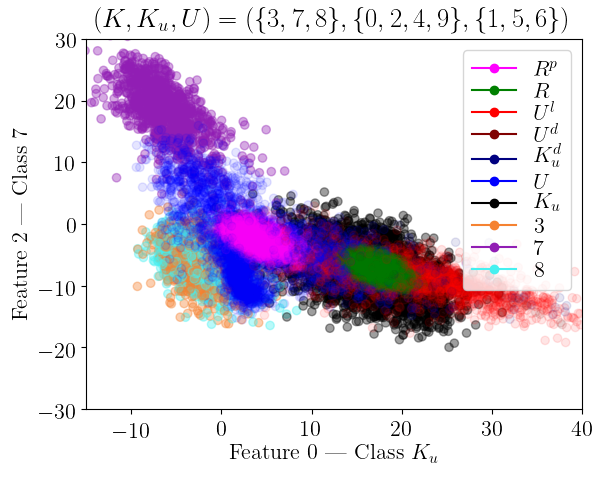 (K, K_u, U) = ({3, 7, 8}, {0, 2, 4, 9}, {1, 5, 6})
Feature 2 — Class 7
30
20
10
0
−10
−20
−30
R^p
R
U^l
U^d
K_u^d
U
K_u
3
7
8
−10
0
10
20
30
40
Feature 0 — Class K_u